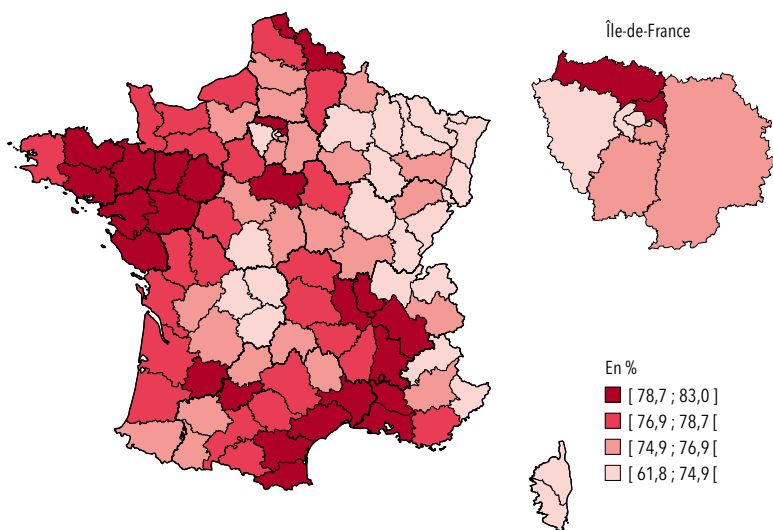 Île-de-France
En %
[ 78,7 ; 83,0 ]
[ 76,9 ; 78,7 [
[ 74,9 ; 76,9 [
[ 61,8 ; 74,9 [